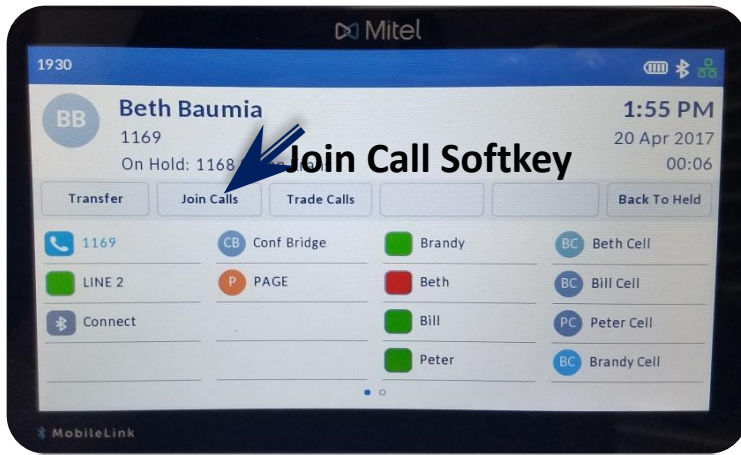 Mitel
1930
BB
Beth Baumia
1169
On Hold: 1168
1:55 PM
20 Apr 2017
00:06
Join Call Softkey
Transfer
Join Calls
Trade Calls
Back To Held
1169
CB Conf Bridge
Brandy
BC Beth Cell
LINE 2
P PAGE
Beth
BC Bill Cell
Connect
Bill
PC Peter Cell
Peter
BC Brandy Cell
MobileLink